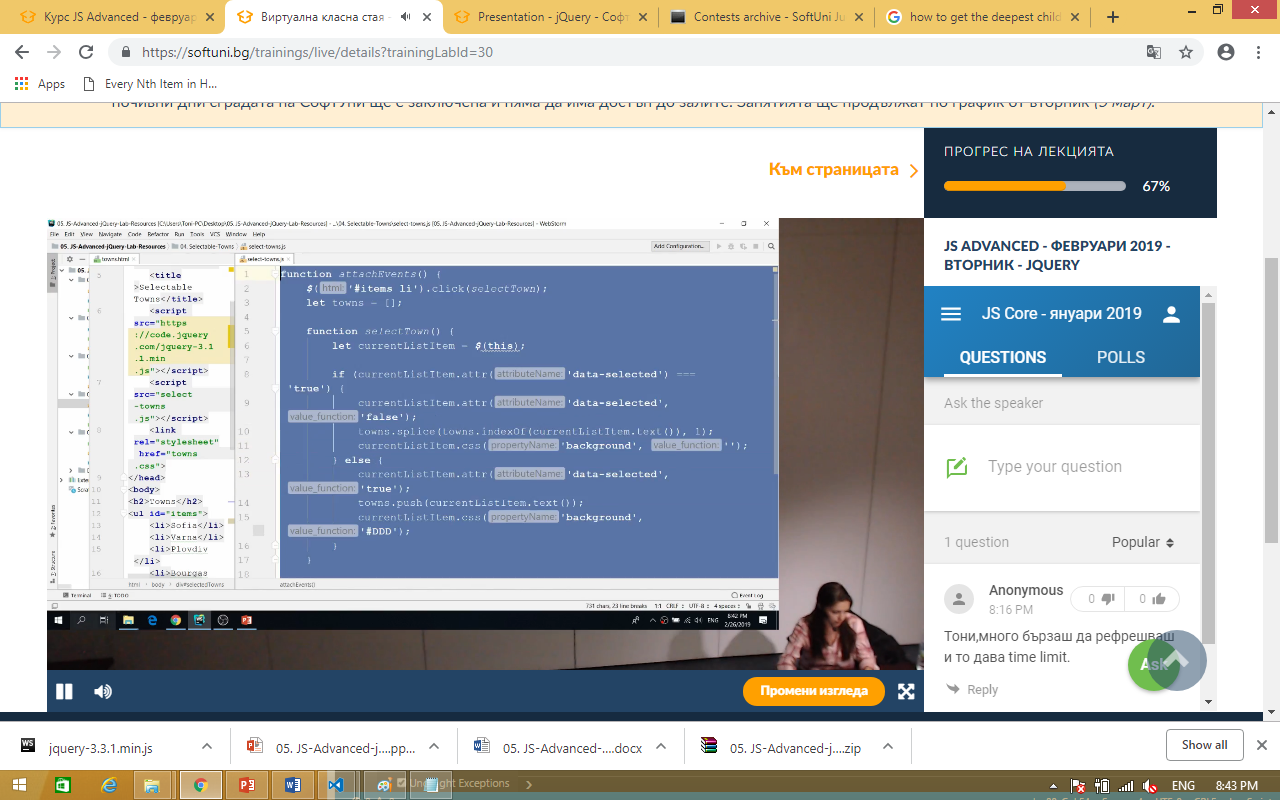 Курс JS Advanced - февруар
Виртуална класна стая -
Presentation - jQuery - Софт
Contests archive - SoftUni Ju
how to get the deepest child
https://softuni.bg/trainings/live/details?trainingLabId=30
Apps
Every Nth Item in H...
почивни дни сградата на СофтУни ще е заключена и няма да има достъп до залите. Занятията ще продължат по график от вторник (5 март).
Към страницата
ПРОГРЕС НА ЛЕКЦИЯТА
67%
05. JS-Advanced-jQuery-Lab-Resources [C:\Users\Toni-PC\Desktop\05. JS-Advanced-jQuery-Lab-Resources] - ...\04. Selectable-Towns\select-towns.js [05. JS-Advanced-jQuery-Lab-Resources] - WebStorm
File Edit View Navigate Code Refactor Run Tools VCS Window Help
05. JS-Advanced-jQuery-Lab-Resources 04. Selectable-Towns select-towns.js
Add Configuration...
towns.html
select-towns.js
5 <title
>Selectable
Towns</title>
6 <script
src="https
://code.jquery
.com/jquery-3.1
.1.min
.js"></script>
7 <script
src="select
-towns
.js"></script>
8 <link
rel="stylesheet"
href="towns
.css">
9 </head>
10 <body>
11 <h2>Towns</h2>
12 <ul id="items">
13 <li>Sofia</li>
14 <li>Varna</li>
15 <li>Plovdiv
</li>
16 <li>Bourgas
html body div#selectedTowns
1 function attachEvents() {
2 $( html: '#items li').click(selectTown);
3 let towns = [];
4
5 function selectTown() {
6 let currentListItem = $(this);
7
8 if (currentListItem.attr( attributeName: 'data-selected') ===
'true') {
9 currentListItem.attr( attributeName: 'data-selected',
value_function: 'false');
10 towns.splice(towns.indexOf(currentListItem.text()), 1);
11 currentListItem.css( propertyName: 'background', value_function: '');
12 } else {
13 currentListItem.attr( attributeName: 'data-selected',
value_function: 'true');
14 towns.push(currentListItem.text());
15 currentListItem.css( propertyName: 'background',
value_function: '#DDD');
16 }
17 }
18
attachEvents()
Terminal 6: TODO
Event Log
731 chars, 23 line breaks 1:1 CRLF UTF-8 4 spaces
ENG
8:42 PM
2/26/2019
Промени изгледа
JS ADVANCED - ФЕВРУАРИ 2019 -
ВТОРНИК - JQUERY
JS Core - януари 2019
QUESTIONS POLLS
Ask the speaker
Type your question
1 question Popular
Anonymous 0 0
8:16 PM
Тони,много бързаш да рефрешваш
и то дава time limit.
Reply
Ask
jquery-3.3.1.min.js
05. JS-Advanced-j....pp...
05. JS-Advanced-....docx
05. JS-Advanced-j....zip
Show all
Exceptions
ENG 8:43 PM